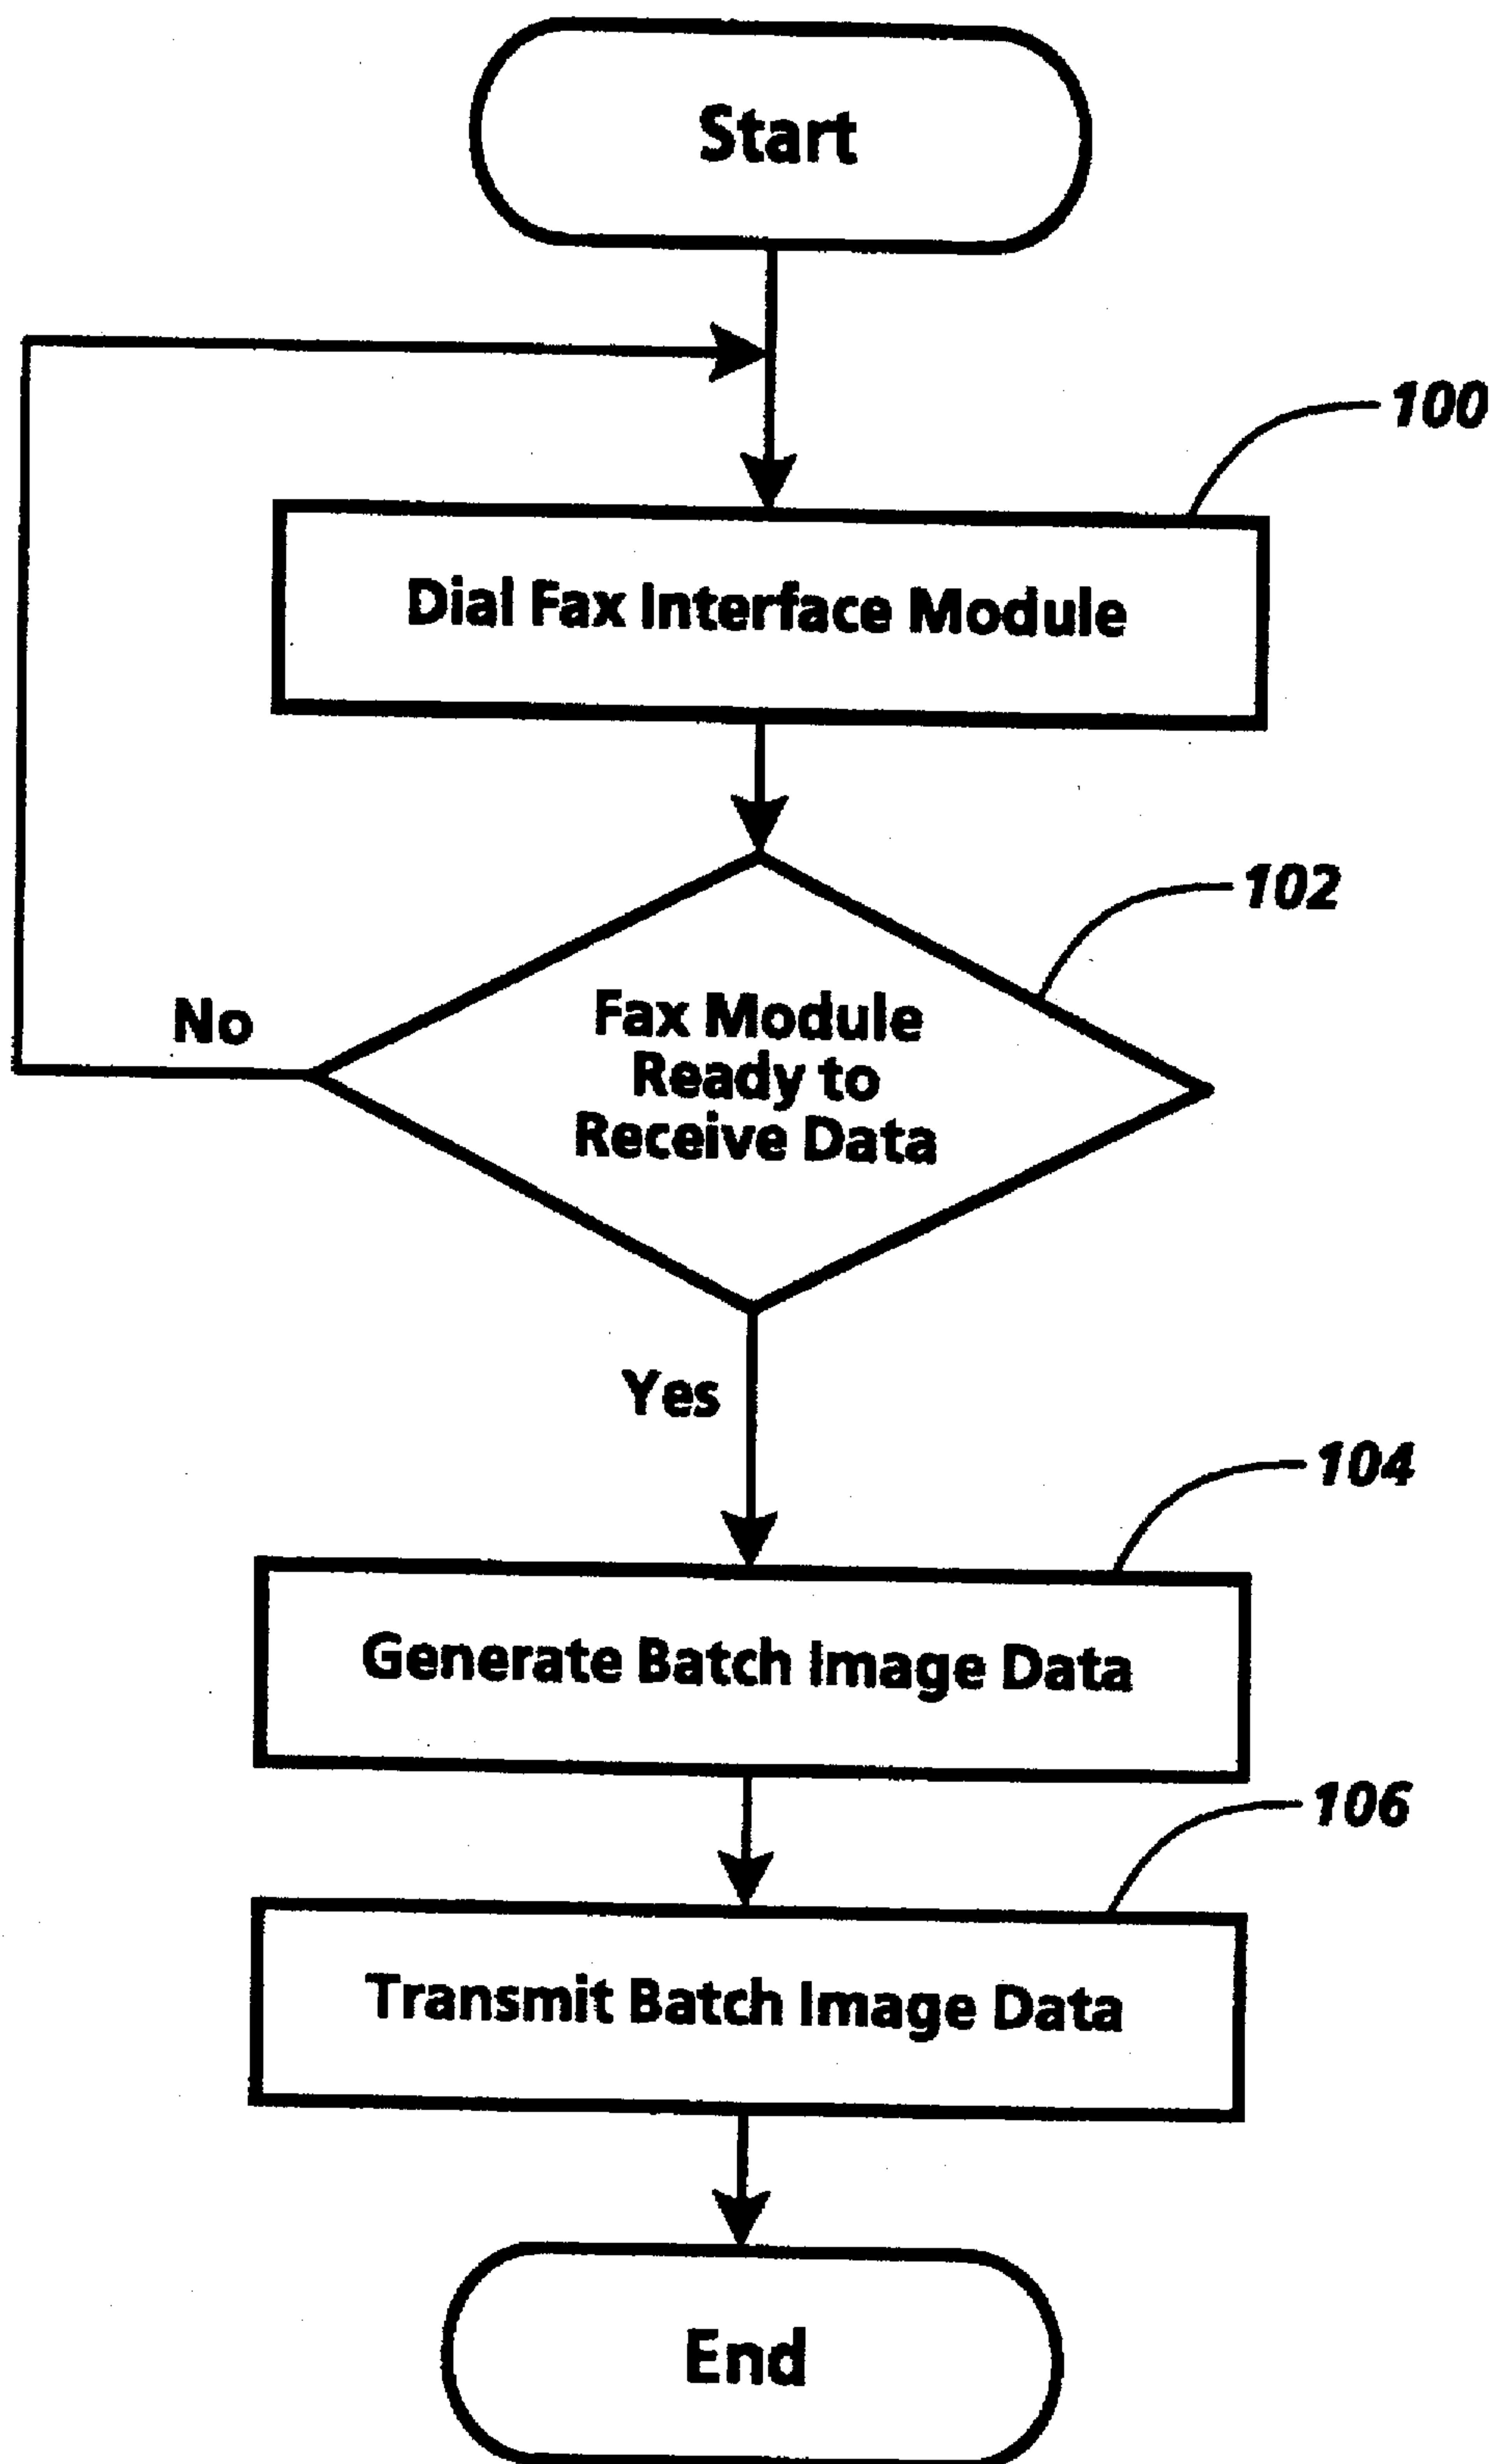 Start
100
Dial Fax Interface Module
102
Fax Module
Ready to
Receive Data
No
Yes
104
Generate Batch Image Data
106
Transmit Batch Image Data
End